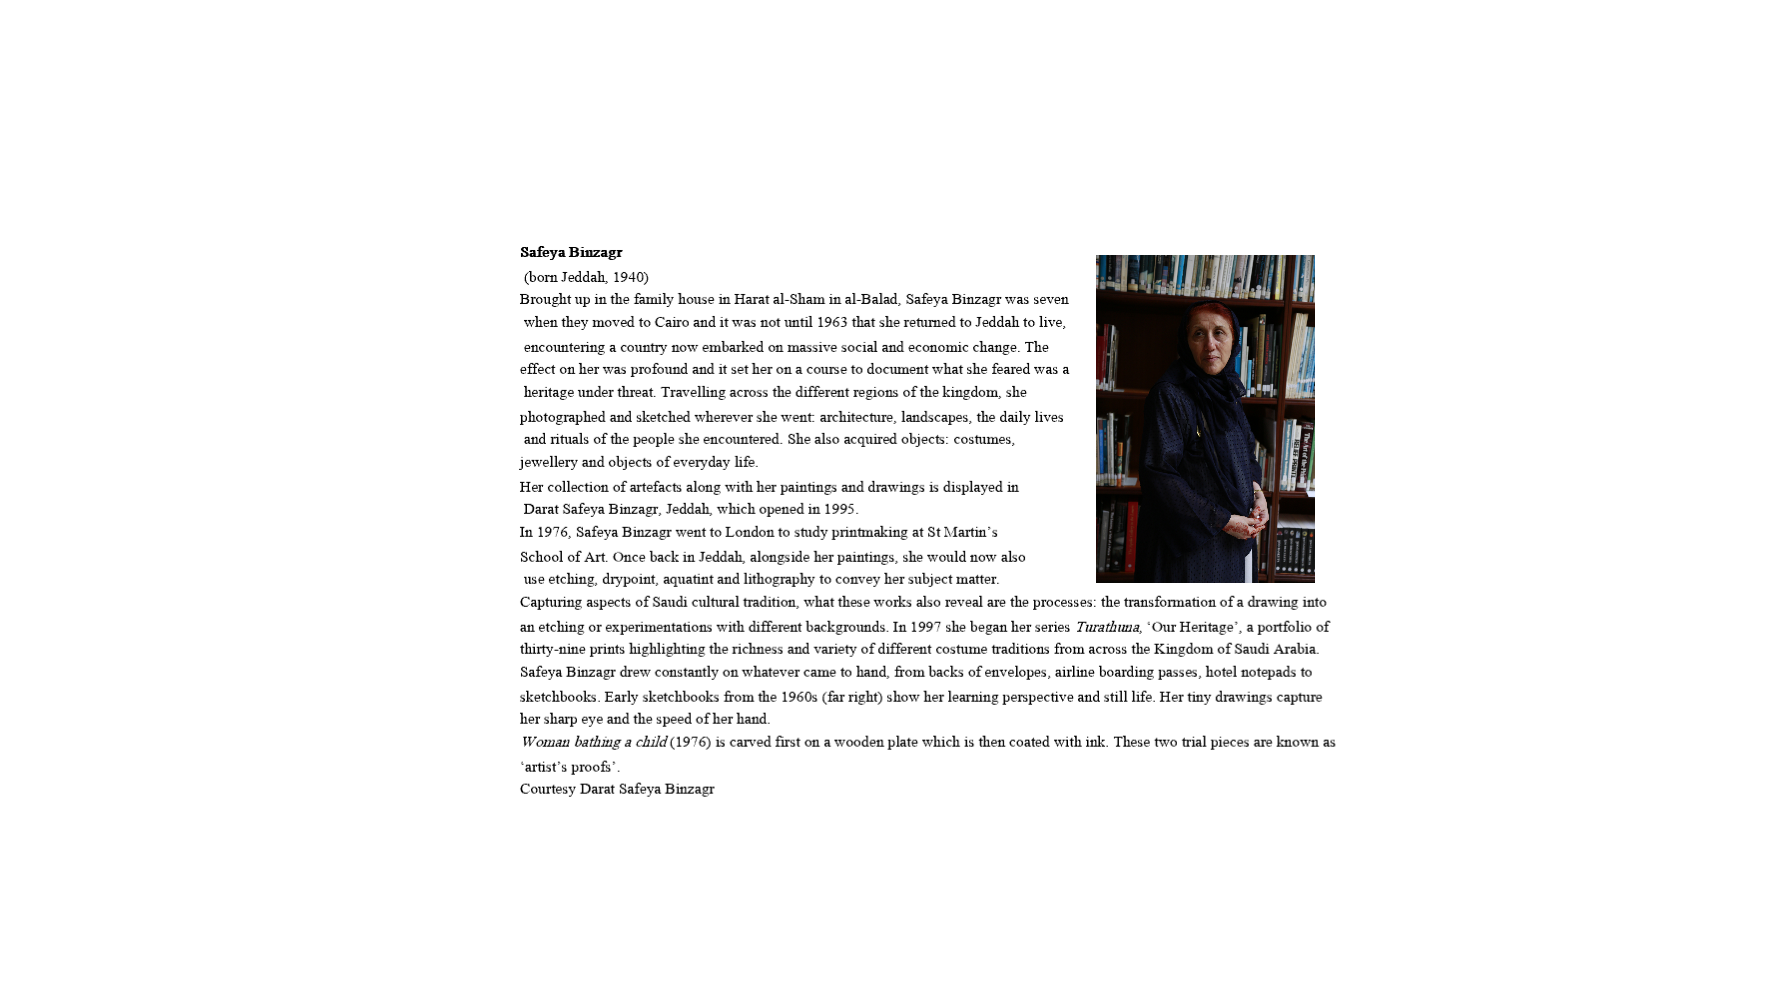 Safeya Binzagr
(born Jeddah, 1940)
Brought up in the family house in Harat al-Sham in al-Balad, Safeya Binzagr was seven
when they moved to Cairo and it was not until 1963 that she returned to Jeddah to live,
encountering a country now embarked on massive social and economic change. The
effect on her was profound and it set her on a course to document what she feared was a
heritage under threat. Travelling across the different regions of the kingdom, she
photographed and sketched wherever she went: architecture, landscapes, the daily lives
and rituals of the people she encountered. She also acquired objects: costumes,
jewellery and objects of everyday life.
Her collection of artefacts along with her paintings and drawings is displayed in
Darat Safeya Binzagr, Jeddah, which opened in 1995.
In 1976, Safeya Binzagr went to London to study printmaking at St Martin’s
School of Art. Once back in Jeddah, alongside her paintings, she would now also
use etching, drypoint, aquatint and lithography to convey her subject matter.
Capturing aspects of Saudi cultural tradition, what these works also reveal are the processes: the transformation of a drawing into
an etching or experimentations with different backgrounds. In 1997 she began her series Turathuna, ‘Our Heritage’, a portfolio of
thirty-nine prints highlighting the richness and variety of different costume traditions from across the Kingdom of Saudi Arabia.
Safeya Binzagr drew constantly on whatever came to hand, from backs of envelopes, airline boarding passes, hotel notepads to
sketchbooks. Early sketchbooks from the 1960s (far right) show her learning perspective and still life. Her tiny drawings capture
her sharp eye and the speed of her hand.
Woman bathing a child (1976) is carved first on a wooden plate which is then coated with ink. These two trial pieces are known as
‘artist’s proofs’.
Courtesy Darat Safeya Binzagr